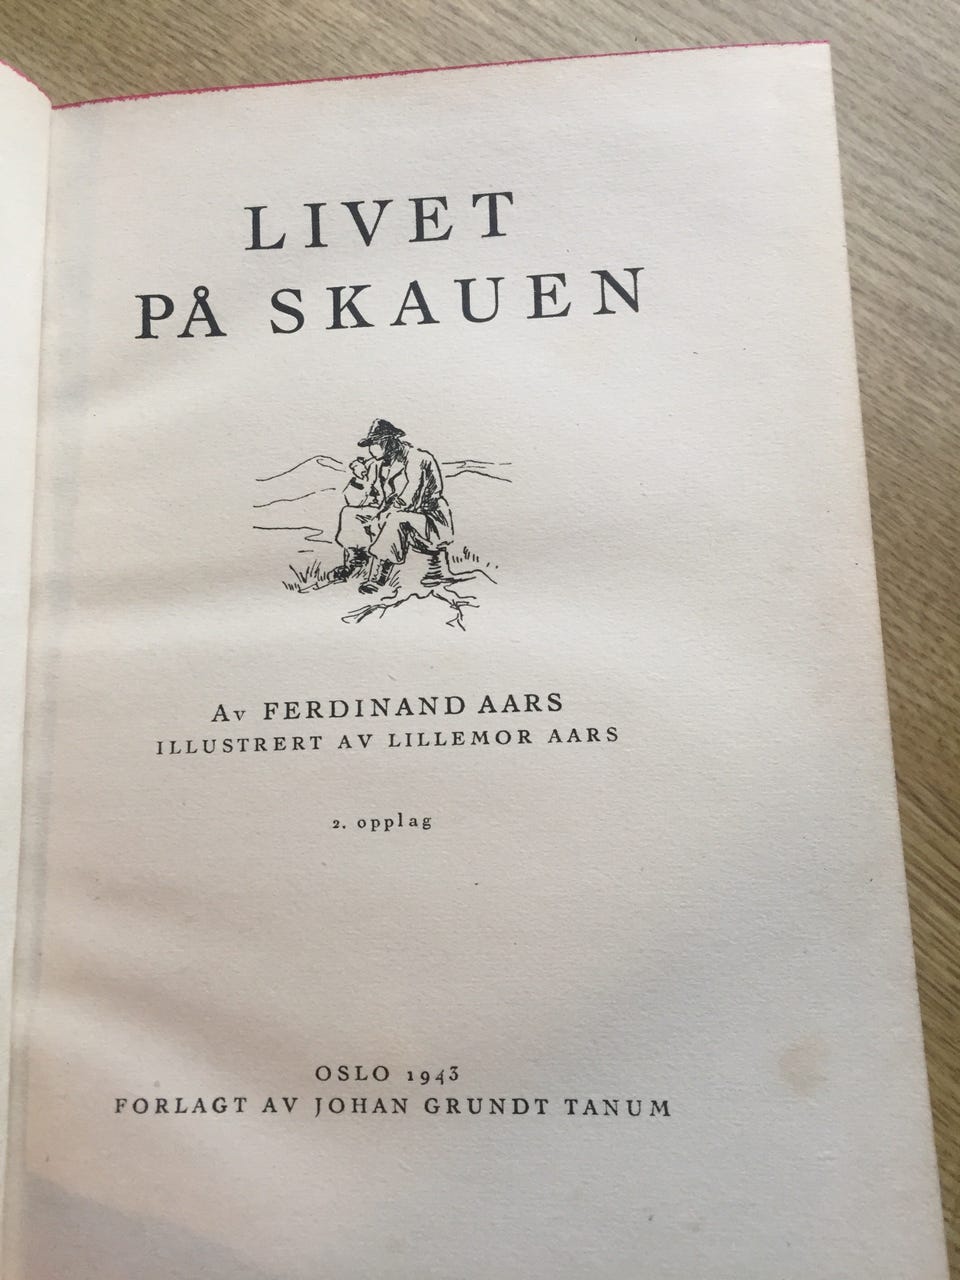 LIVET
PÅ SKAUEN
Av FERDINAND AARS
ILLUSTRERT AV LILLEMOR AARS
2. opplag
OSLO 1943
FORLAGT AV JOHAN GRUNDT TANUM